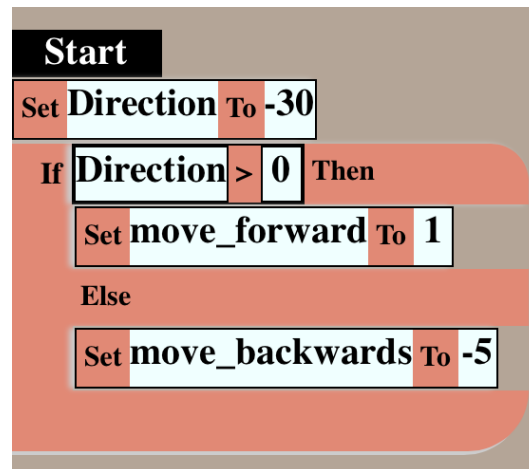 Start
Set Direction To -30
If Direction > 0 Then
Set move_forward To 1
Else
Set move_backwards To -5